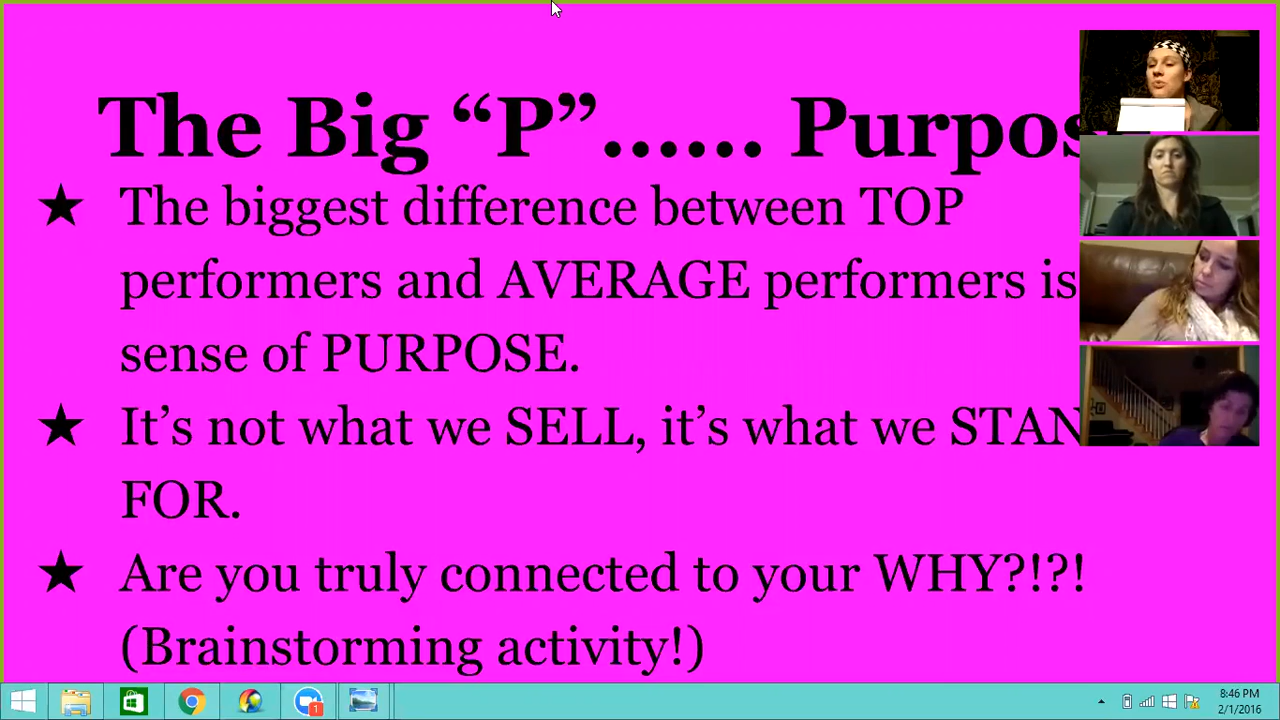 The Big “P”...... Purpos
★ The biggest difference between TOP
performers and AVERAGE performers is
sense of PURPOSE.
★ It’s not what we SELL, it’s what we STAN
FOR.
★ Are you truly connected to your WHY?!?!
(Brainstorming activity!)
1
8:46 PM
2/1/2016